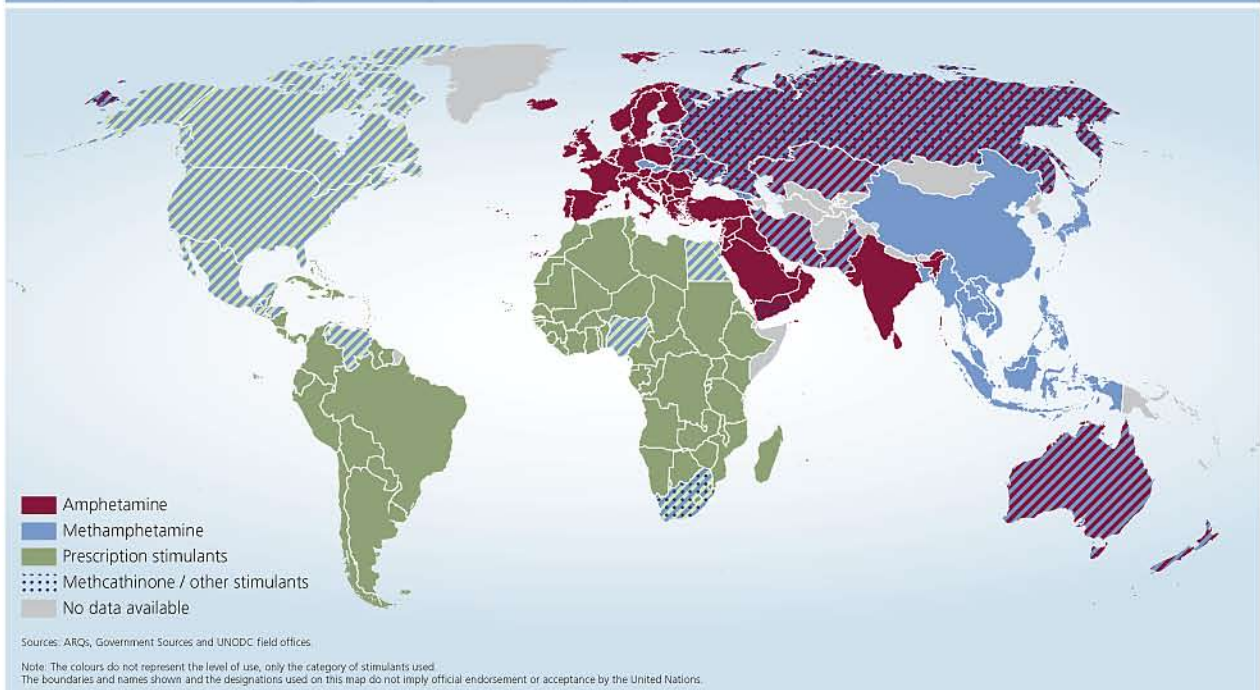 Amphetamine
Methamphetamine
Prescription stimulants
Methcathinone / other stimulants
No data available
Sources: ARQs, Government Sources and UNODC field offices.
Note: The colours do not represent the level of use, only the category of stimulants used.
The boundaries and names shown and the designations used on this map do not imply official endorsement or acceptance by the United Nations.